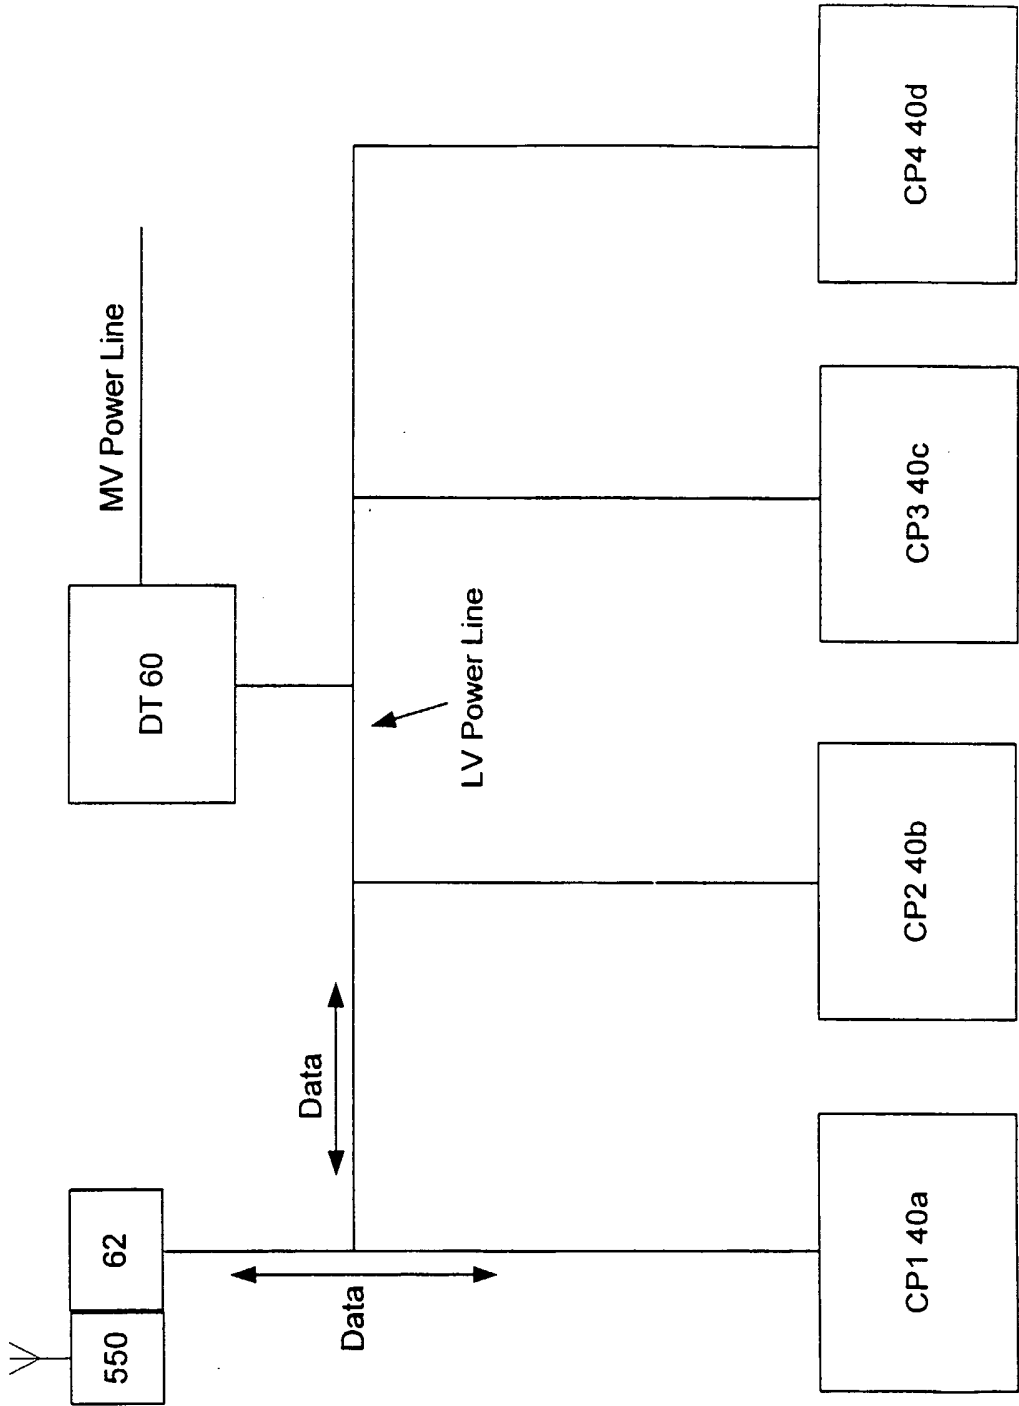 MV Power Line
DT 60
550
62
Data
Data
LV Power Line
CP1 40a
CP2 40b
CP3 40c
CP4 40d